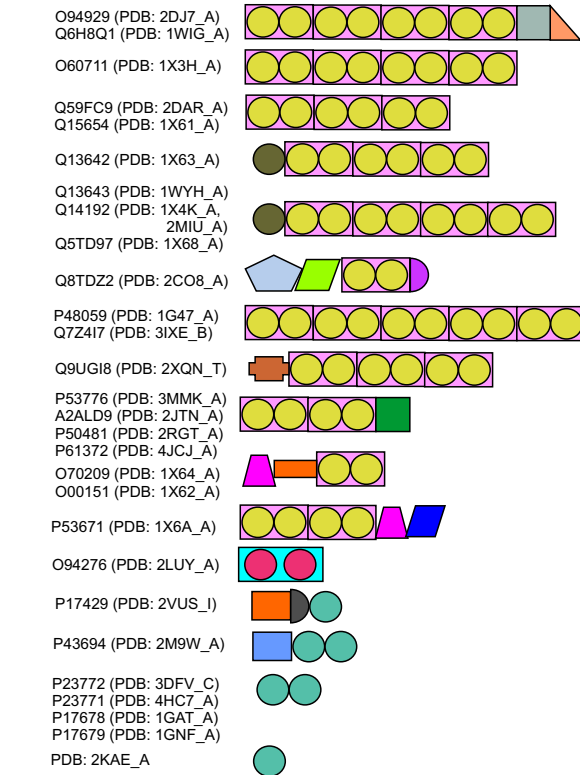 O94929 (PDB: 2DJ7_A)
Q6H8Q1 (PDB: 1WIG_A)
O60711 (PDB: 1X3H_A)
Q59FC9 (PDB: 2DAR_A)
Q15654 (PDB: 1X61_A)
Q13642 (PDB: 1X63_A)
Q13643 (PDB: 1WYH_A)
Q14192 (PDB: 1X4K_A,
2MIU_A)
Q5TD97 (PDB: 1X68_A)
Q8TDZ2 (PDB: 2CO8_A)
P48059 (PDB: 1G47_A)
Q7Z4I7 (PDB: 3IXE_B)
Q9UGI8 (PDB: 2XQN_T)
P53776 (PDB: 3MMK_A)
A2ALD9 (PDB: 2JTN_A)
P50481 (PDB: 2RGT_A)
P61372 (PDB: 4JCJ_A)
O70209 (PDB: 1X64_A)
O00151 (PDB: 1X62_A)
P53671 (PDB: 1X6A_A)
O94276 (PDB: 2LUY_A)
P17429 (PDB: 2VUS_I)
P43694 (PDB: 2M9W_A)
P23772 (PDB: 3DFV_C)
P23771 (PDB: 4HC7_A)
P17678 (PDB: 1GAT_A)
P17679 (PDB: 1GNF_A)
PDB: 2KAE_A